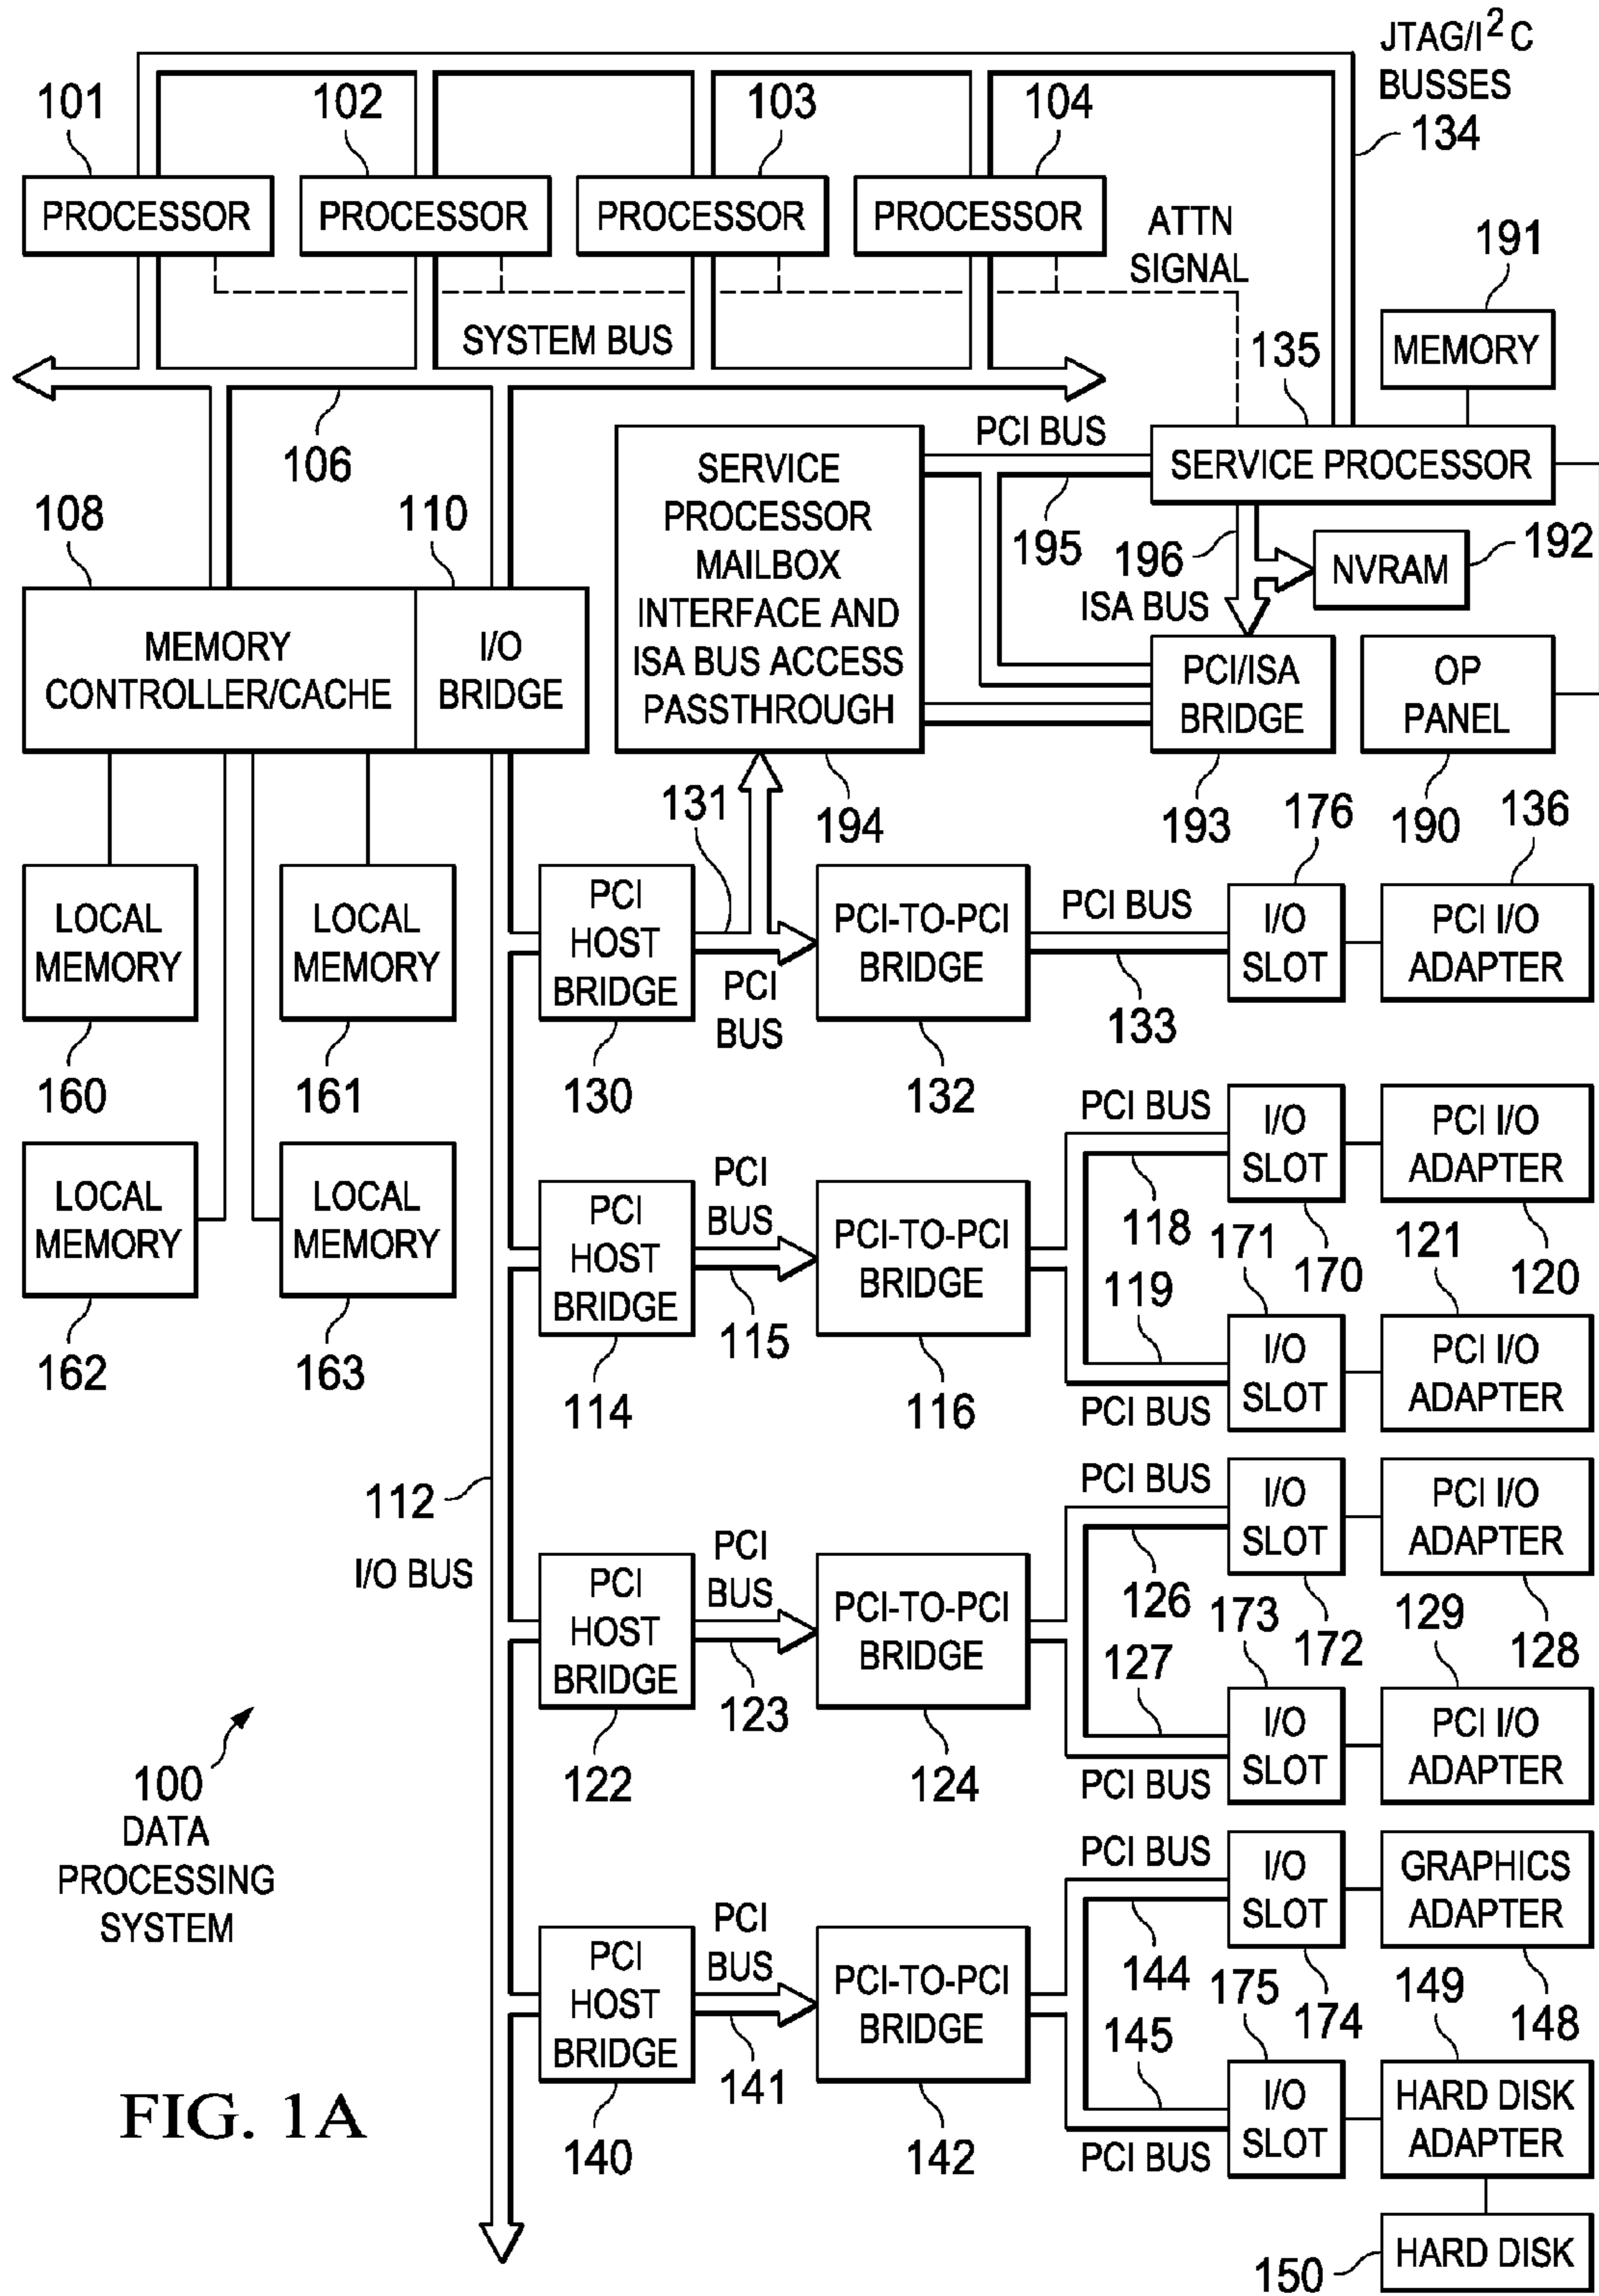 JTAG/I²C
BUSSES
134
101
102
103
104
PROCESSOR
PROCESSOR
PROCESSOR
PROCESSOR
ATTN
SIGNAL
191
MEMORY
SYSTEM BUS
135
106
PCI BUS
SERVICE PROCESSOR
195
196
ISA BUS
NVRAM
192
108
110
MEMORY
CONTROLLER/CACHE
I/O
BRIDGE
SERVICE
PROCESSOR
MAILBOX
INTERFACE AND
ISA BUS ACCESS
PASSTHROUGH
PCI/ISA
BRIDGE
OP
PANEL
131
194
193
190
176
136
LOCAL
MEMORY
LOCAL
MEMORY
160
161
PCI
HOST
BRIDGE
PCI
BUS
PCI-TO-PCI
BRIDGE
PCI BUS
133
I/O
SLOT
PCI I/O
ADAPTER
130
132
LOCAL
MEMORY
LOCAL
MEMORY
162
163
PCI
HOST
BRIDGE
PCI
BUS
115
PCI-TO-PCI
BRIDGE
PCI BUS
118
I/O
SLOT
PCI I/O
ADAPTER
171
170
121
120
119
I/O
SLOT
PCI I/O
ADAPTER
PCI BUS
114
116
112
I/O BUS
PCI
HOST
BRIDGE
PCI
BUS
123
PCI-TO-PCI
BRIDGE
PCI BUS
126
I/O
SLOT
PCI I/O
ADAPTER
173
172
129
128
127
I/O
SLOT
PCI I/O
ADAPTER
PCI BUS
122
124
100
DATA
PROCESSING
SYSTEM
PCI
HOST
BRIDGE
PCI
BUS
141
PCI-TO-PCI
BRIDGE
PCI BUS
144
I/O
SLOT
GRAPHICS
ADAPTER
175
174
149
148
145
I/O
SLOT
HARD DISK
ADAPTER
PCI BUS
140
142
150
HARD DISK
FIG. 1A